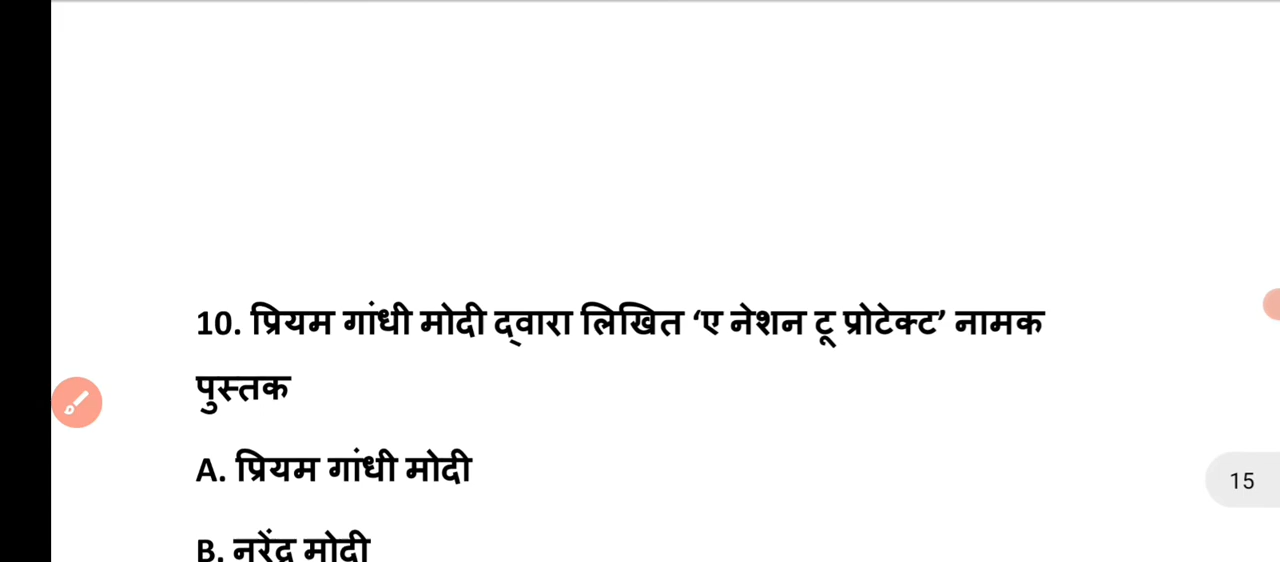 10. प्रियम गांधी मोदी द्वारा लिखित ‘ए नेशन टू प्रोटेक्ट’ नामक
पुस्तक
A. प्रियम गांधी मोदी
15
B. नरेंद्र मोदी